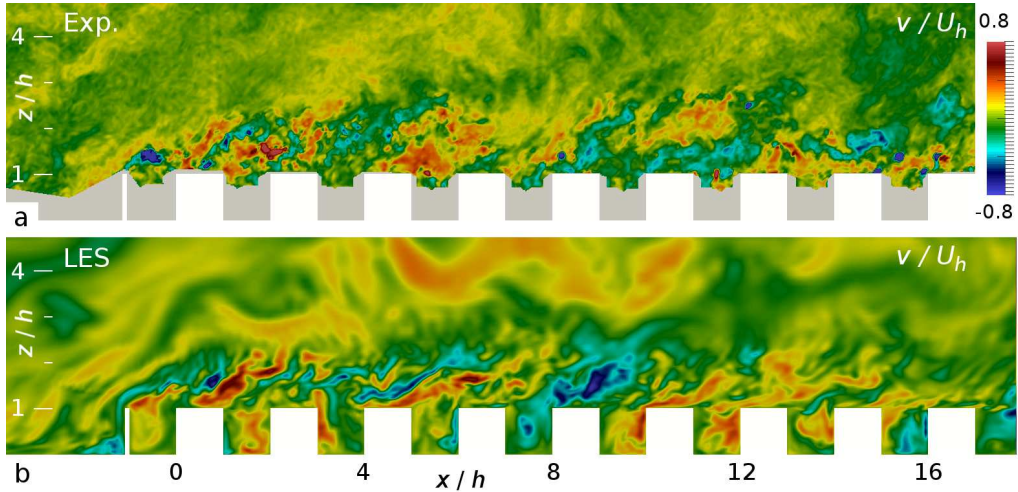 Exp.
v / U_h
0.8
4
z / h
1
-0.8
a
LES
v / U_h
4
z / h
1
b
0 4 8 12 16
x / h